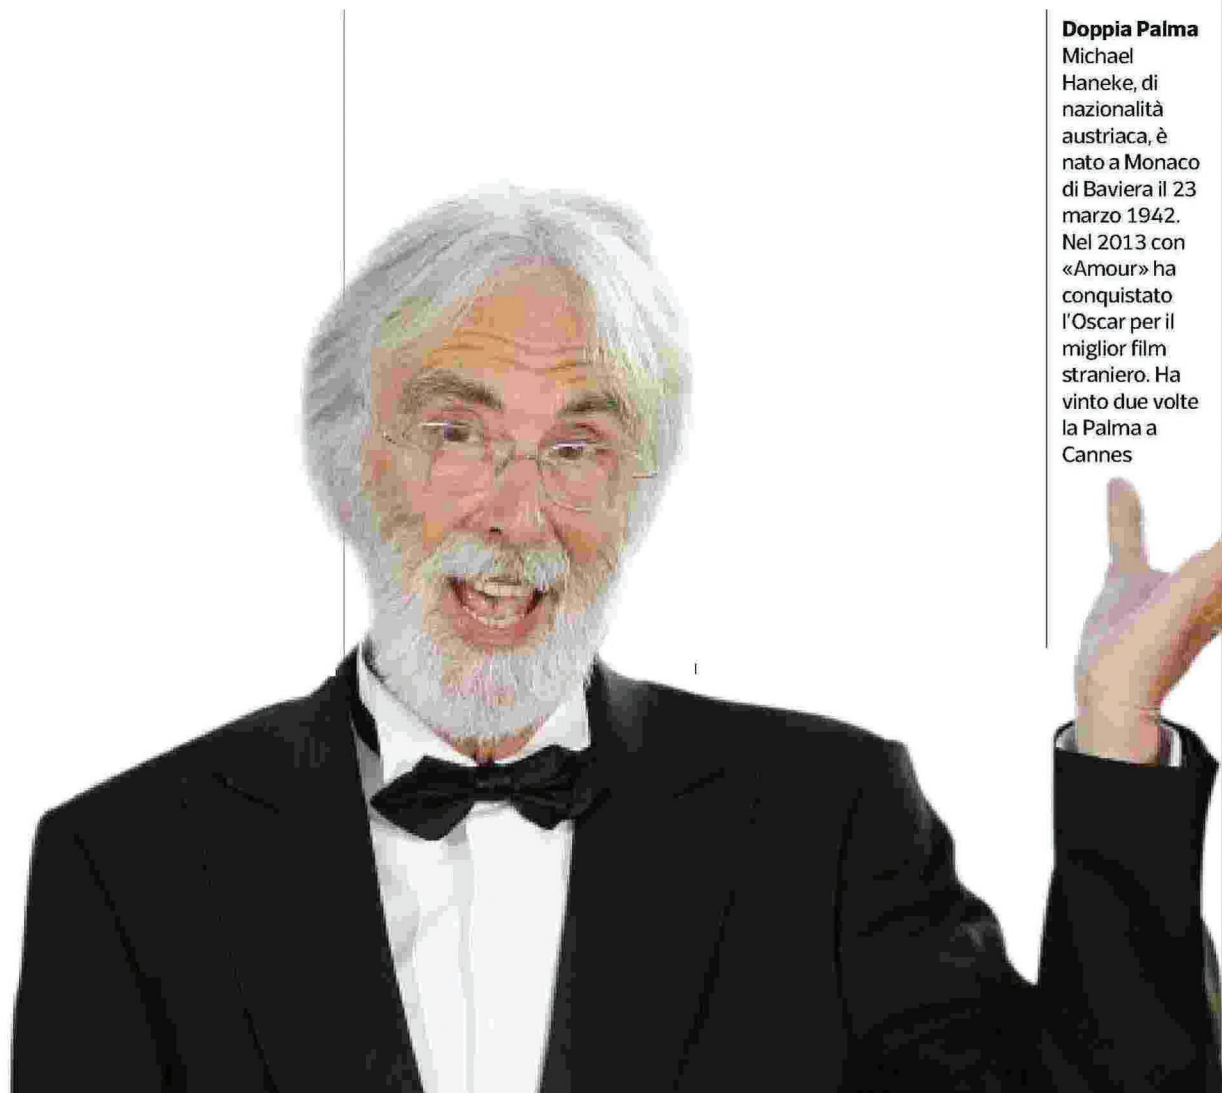 Doppia Palma
Michael
Haneke, di
nazionalità
austriaca, è
nato a Monaco
di Baviera il 23
marzo 1942.
Nel 2013 con
«Amour» ha
conquistato
l'Oscar per il
miglior film
straniero. Ha
vinto due volte
la Palma a
Cannes